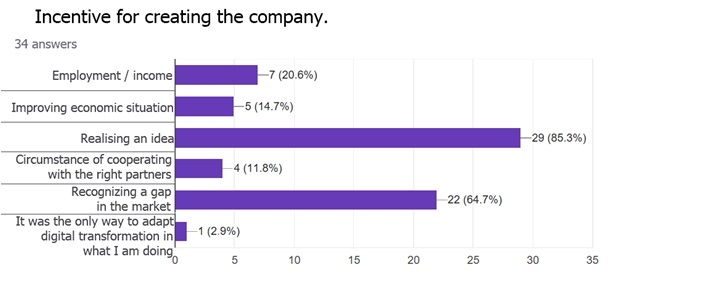 Incentive for creating the company.
34 answers
Employment / income
7 (20.6%)
Improving economic situation
5 (14.7%)
Realising an idea
29 (85.3%)
Circumstance of cooperating
with the right partners
4 (11.8%)
Recognizing a gap
in the market
22 (64.7%)
It was the only way to adapt
digital transformation in
what I am doing
1 (2.9%)
0 5 10 15 20 25 30 35